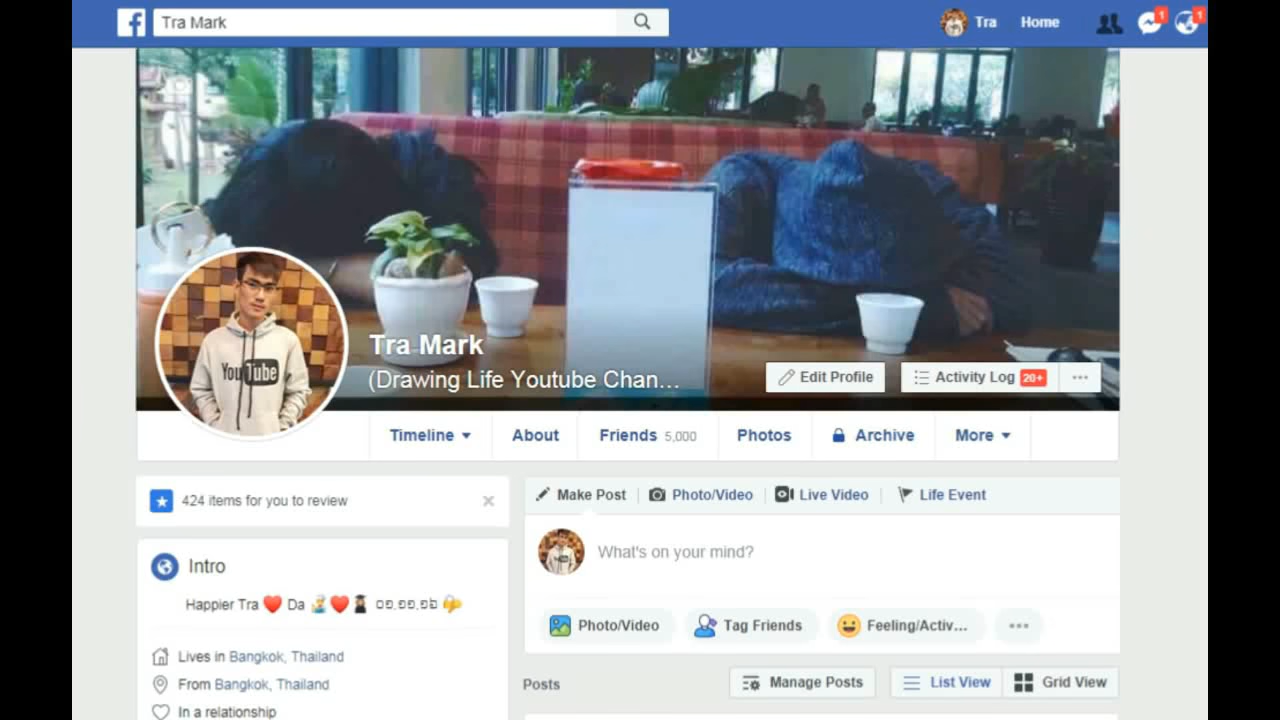 Tra Mark
Tra
Home
1
1
Tra Mark
(Drawing Life Youtube Chan...
Edit Profile
Activity Log 20+
YouTube
Timeline
About
Friends 5,000
Photos
Archive
More
424 items for you to review
Make Post
Photo/Video
Live Video
Life Event
Intro
What's on your mind?
Happier Tra ❤️ Da
Photo/Video
Tag Friends
Feeling/Activ...
Lives in Bangkok, Thailand
From Bangkok, Thailand
In a relationship
Posts
Manage Posts
List View
Grid View